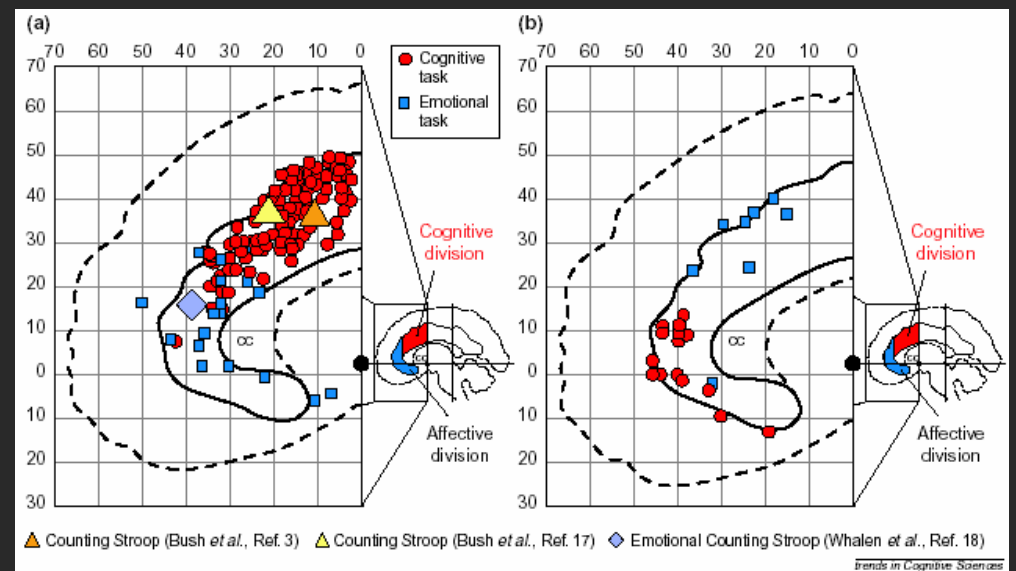 (a)
70 60 50 40 30 20 10 0
70
60
50
40
30
20
10
0
10
20
30
Cognitive
task
Emotional
task
cc
Cognitive
division
cc
Affective
division
(b)
70 60 50 40 30 20 10 0
70
60
50
40
30
20
10
0
10
20
30
cc
Cognitive
division
cc
Affective
division
Counting Stroop (Bush et al., Ref. 3) Counting Stroop (Bush et al., Ref. 17) Emotional Counting Stroop (Whalen et al., Ref. 18)
trends in Cognitive Sciences